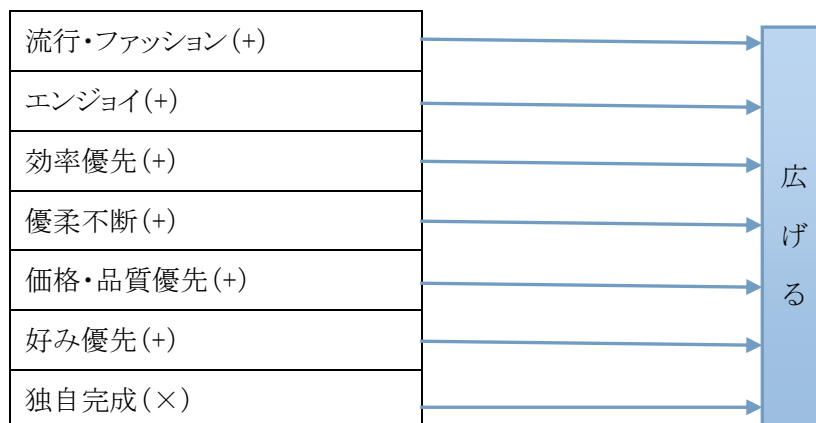 流行・ファッション(+)
エンジョイ(+)
効率優先(+)
優柔不断(+)
価格・品質優先(+)
好み優先(+)
独自完成(×)
広げる